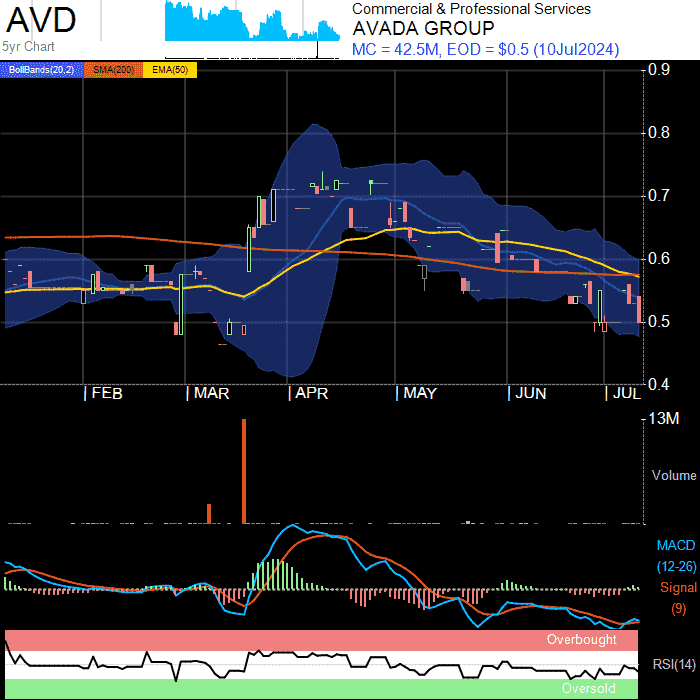 AVD
5yr Chart
Commercial & Professional Services
AVADA GROUP
MC = 42.5M, EOD = $0.5 (10Jul2024)
BollBands(20,2) SMA(200) EMA(50)
0.9
0.8
0.7
0.6
0.5
0.4
FEB MAR APR MAY JUN JUL
13M
Volume
MACD
(12-26)
Signal
(9)
Overbought
RSI(14)
Oversold